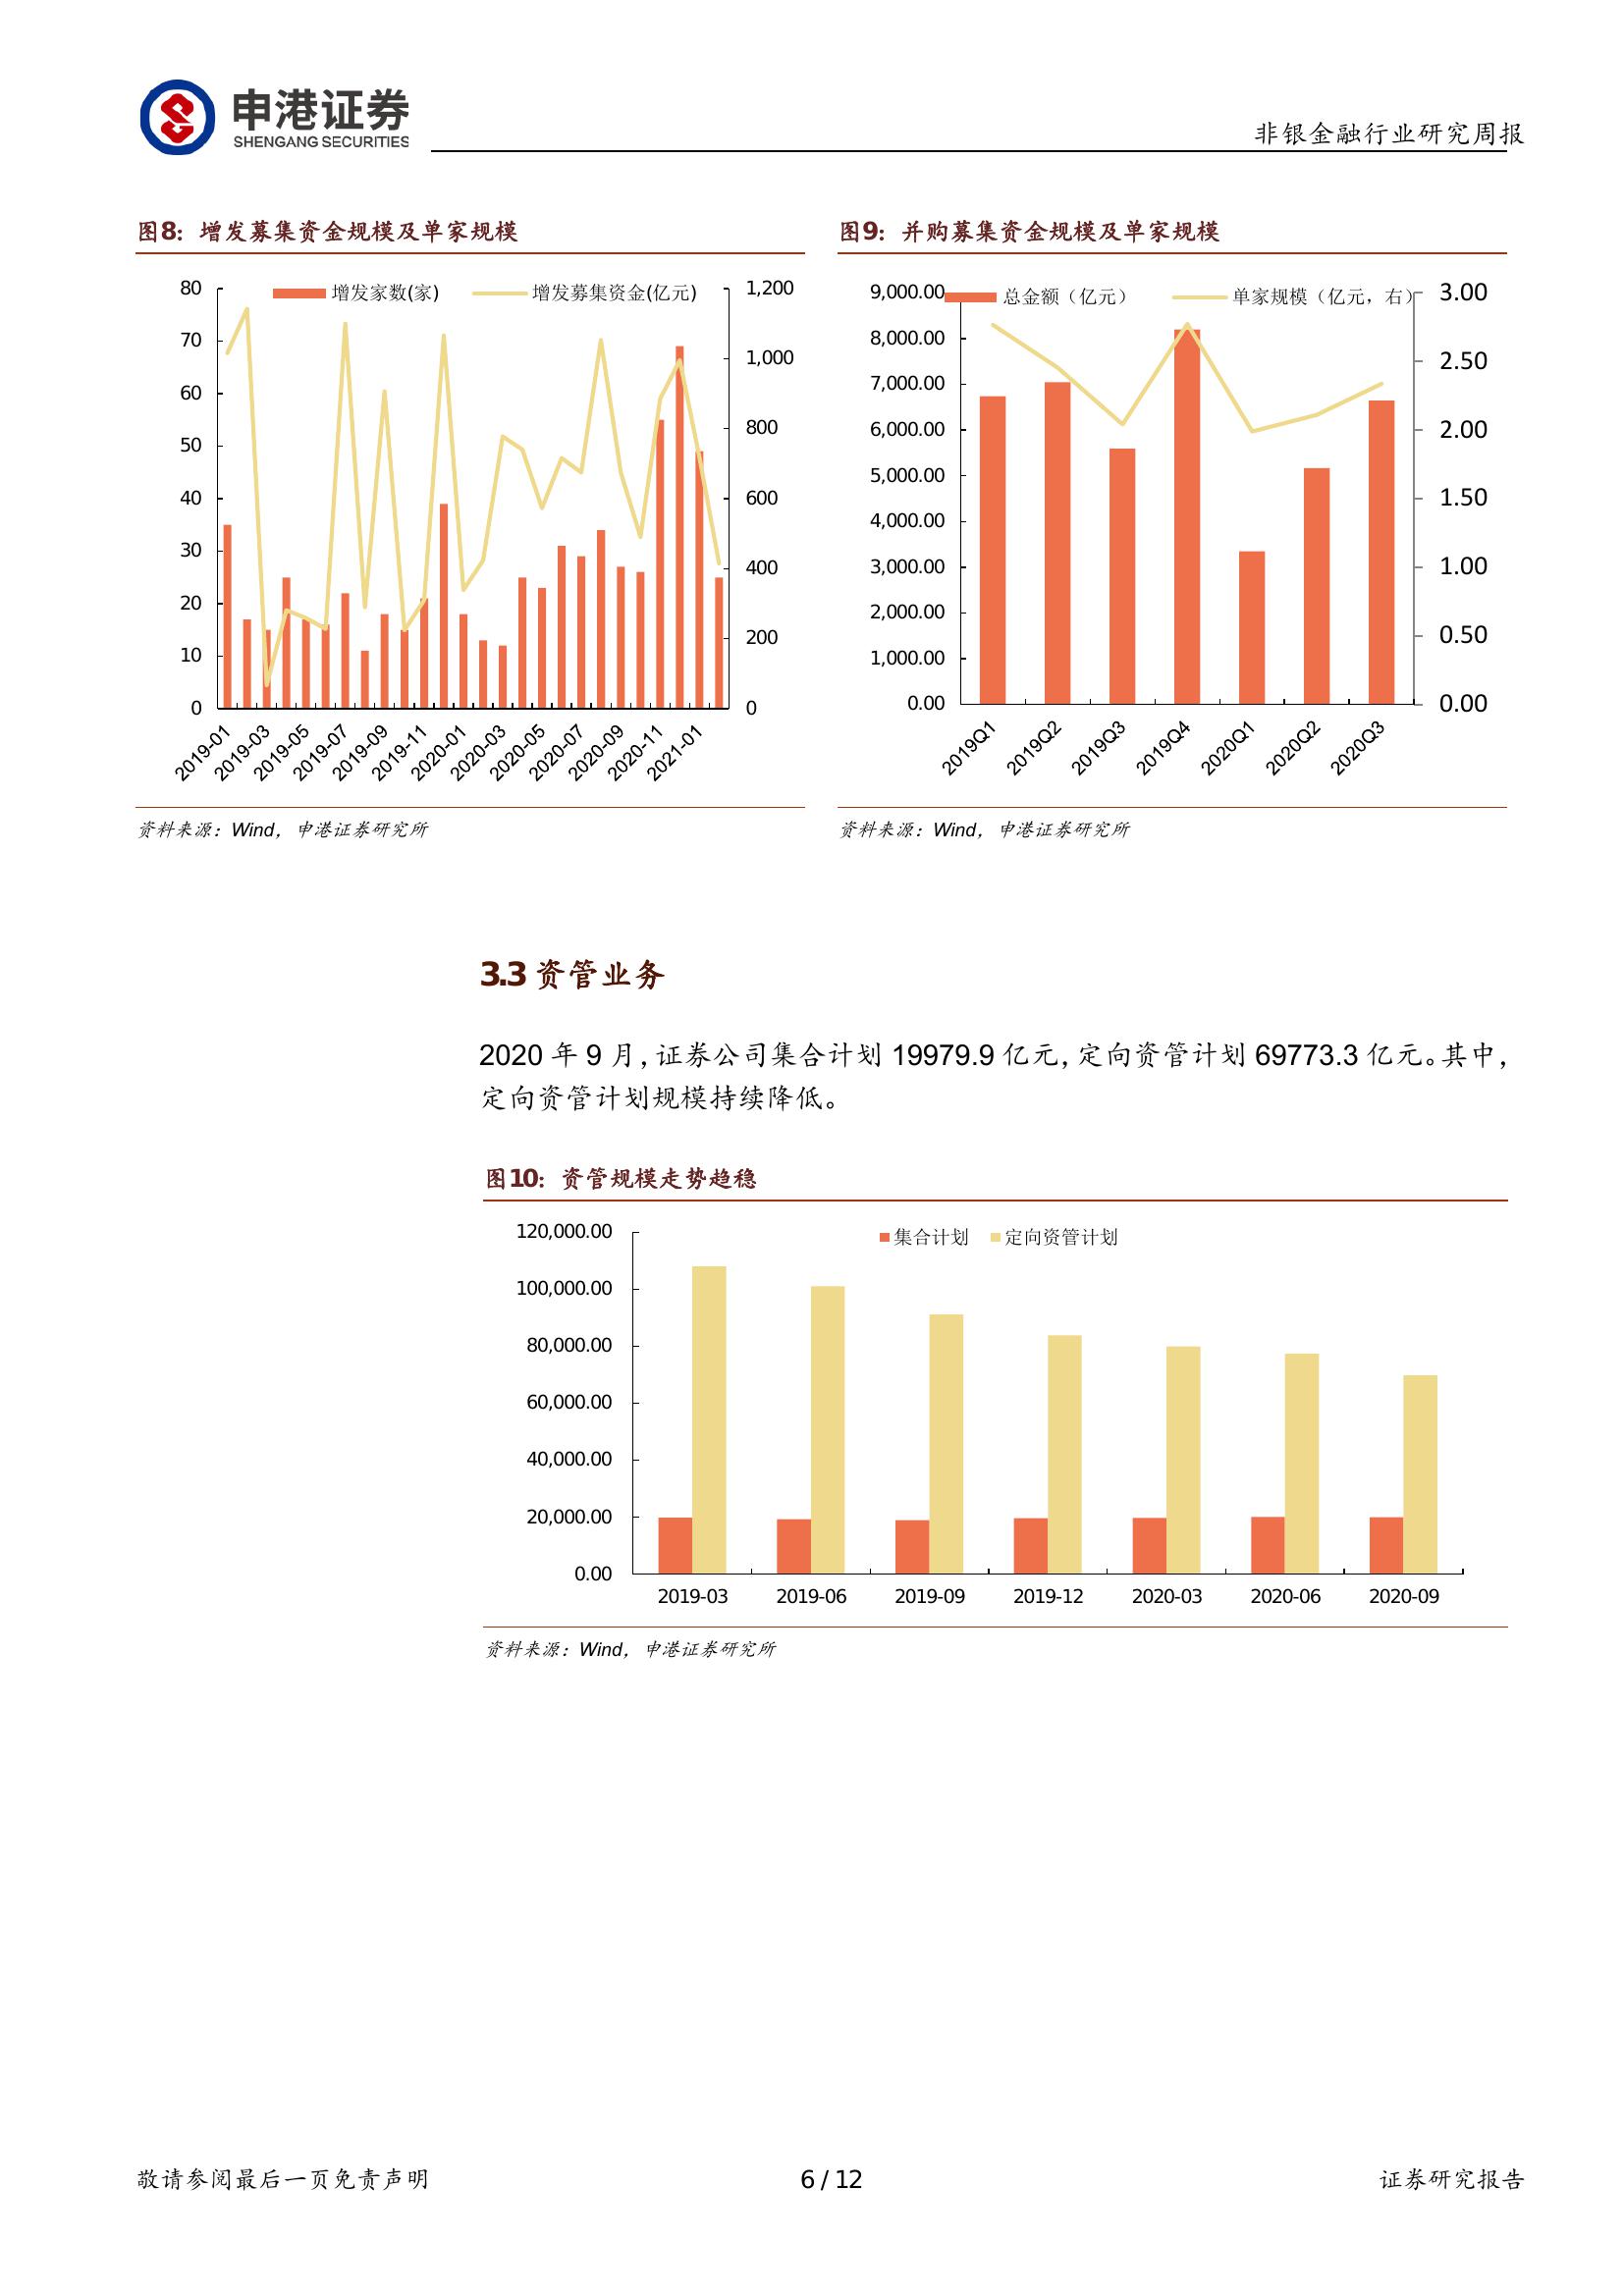 申港证券
SHENGANG SECURITIES
非银金融行业研究周报
图8：增发募集资金规模及单家规模
增发家数(家) 增发募集资金(亿元)
80
70
60
50
40
30
20
10
0
1,200
1,000
800
600
400
200
0
2019-01 2019-03 2019-05 2019-07 2019-09 2019-11 2020-01 2020-03 2020-05 2020-07 2020-09 2020-11 2021-01
资料来源：Wind，申港证券研究所
图9：并购募集资金规模及单家规模
总金额（亿元） 单家规模（亿元，右）
9,000.00
8,000.00
7,000.00
6,000.00
5,000.00
4,000.00
3,000.00
2,000.00
1,000.00
0.00
3.00
2.50
2.00
1.50
1.00
0.50
0.00
2019Q1 2019Q2 2019Q3 2019Q4 2020Q1 2020Q2 2020Q3
资料来源：Wind，申港证券研究所
3.3 资管业务
2020 年 9 月，证券公司集合计划 19979.9 亿元，定向资管计划 69773.3 亿元。其中，
定向资管计划规模持续降低。
图10：资管规模走势趋稳
集合计划 定向资管计划
120,000.00
100,000.00
80,000.00
60,000.00
40,000.00
20,000.00
0.00
2019-03 2019-06 2019-09 2019-12 2020-03 2020-06 2020-09
资料来源：Wind，申港证券研究所
敬请参阅最后一页免责声明 6 / 12 证券研究报告